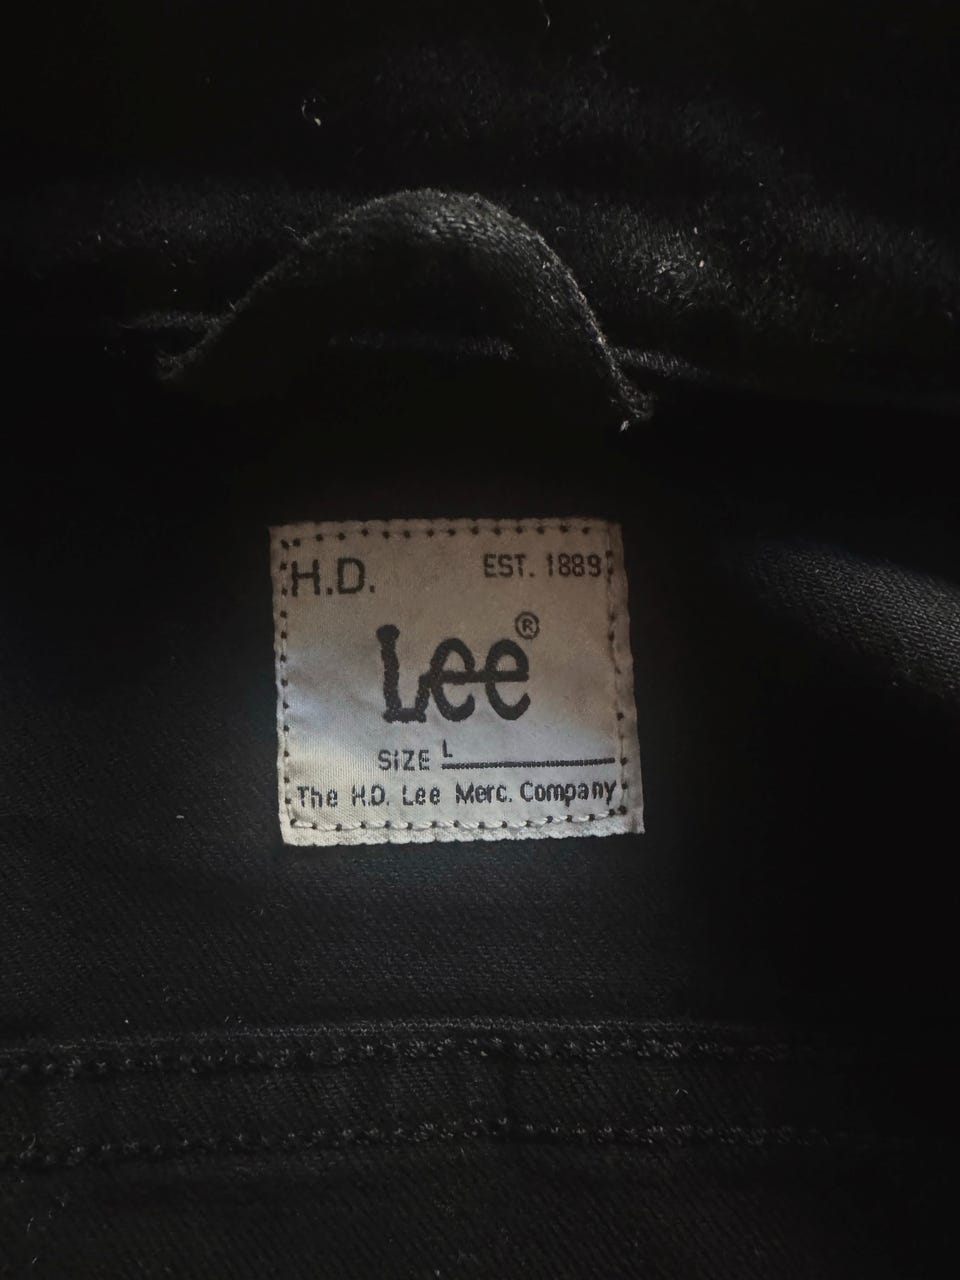 H.D. EST. 1889
Lee®
SIZE L
The H.D. Lee Merc. Company